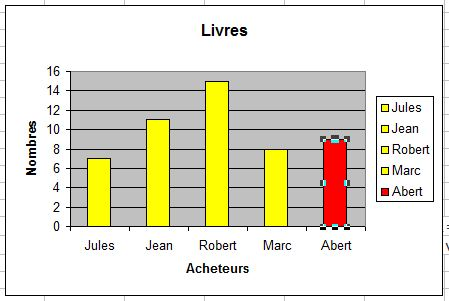 Livres
16
14
12
10
8
6
4
2
0
Nombres
Jules Jean Robert Marc Abert
Acheteurs
Jules
Jean
Robert
Marc
Abert